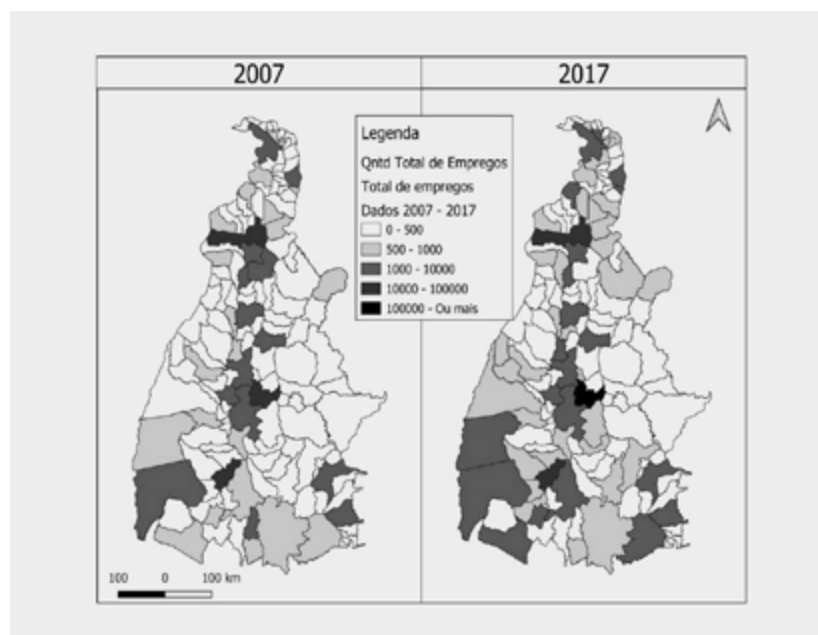 2007
2017
Legenda
Qntd Total de Empregos
Total de empregos
Dados 2007 - 2017
0 - 500
500 - 1000
1000 - 10000
10000 - 100000
100000 - Ou mais
100 0 100 km